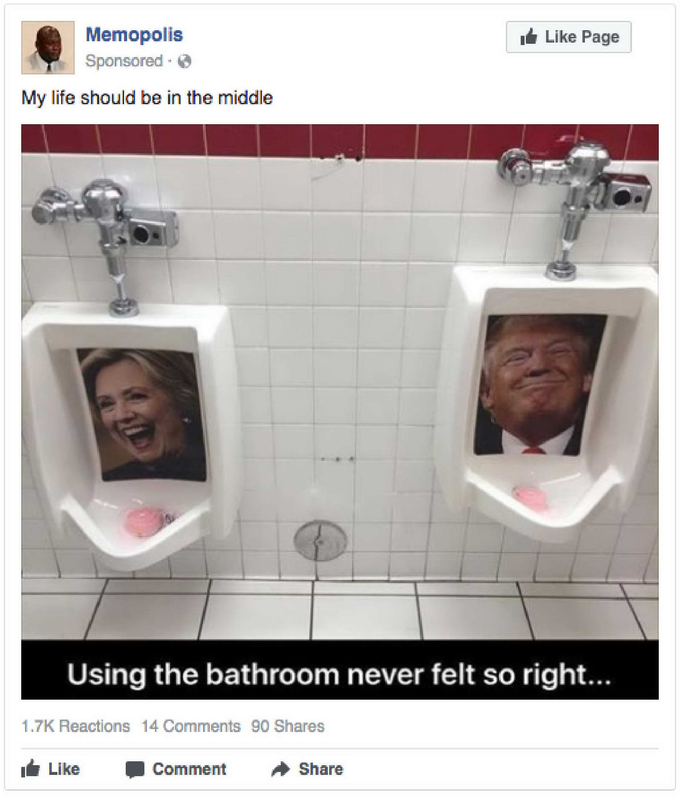 Memopolis
Like Page
Sponsored ·
My life should be in the middle
Using the bathroom never felt so right...
1.7K Reactions 14 Comments 90 Shares
Like Comment Share